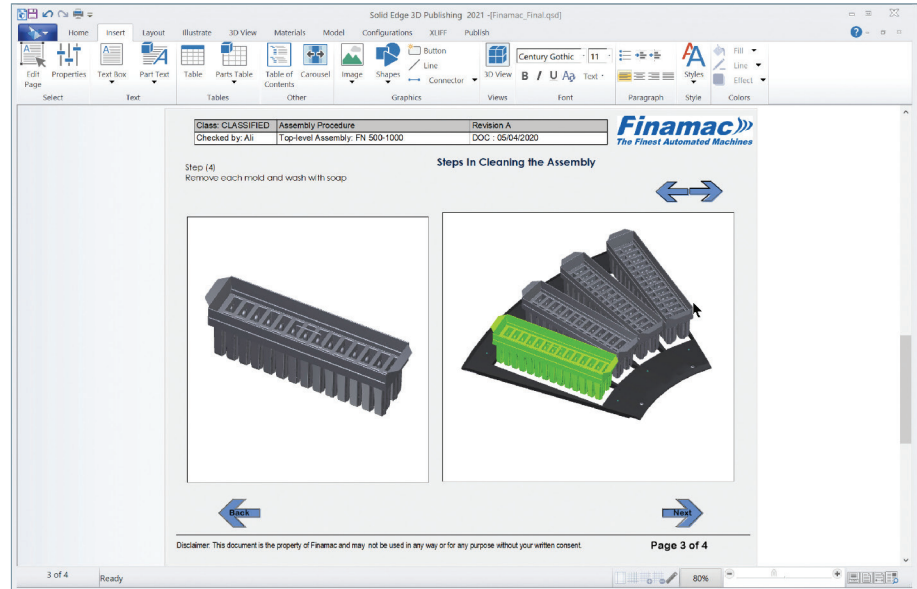 Solid Edge 3D Publishing 2021 -[Finamac_Final.qsd]
Home Insert Layout Illustrate 3D View Materials Model Configurations XLIFF Publish
Edit Page Properties Text Box Part Text Table Parts Table Table of Contents Carousel Image Shapes Button Line Connector 3D View Century Gothic 11 B I U Aa Text Styles Fill Line Effect
Select Text Tables Other Graphics Views Font Paragraph Style Colors
Class: CLASSIFIED Assembly Procedure Revision A
Checked by: Ali Top-level Assembly: FN 500-1000 DOC : 05/04/2020
Finamac
The Finest Automated Machines
Steps In Cleaning the Assembly
Step (4)
Remove each mold and wash with soap
Back Next
Disclaimer: This document is the property of Finamac and may not be used in any way or for any purpose without your written consent. Page 3 of 4
3 of 4 Ready 80%